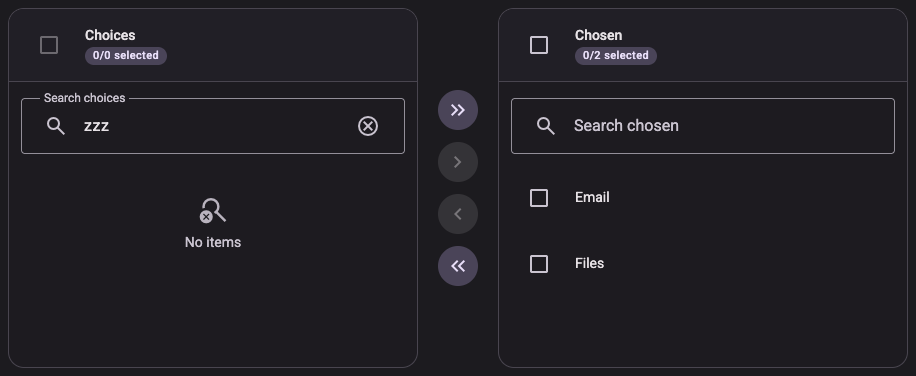 Choices
0/0 selected
Search choices
zzz
No items
Chosen
0/2 selected
Search chosen
Email
Files